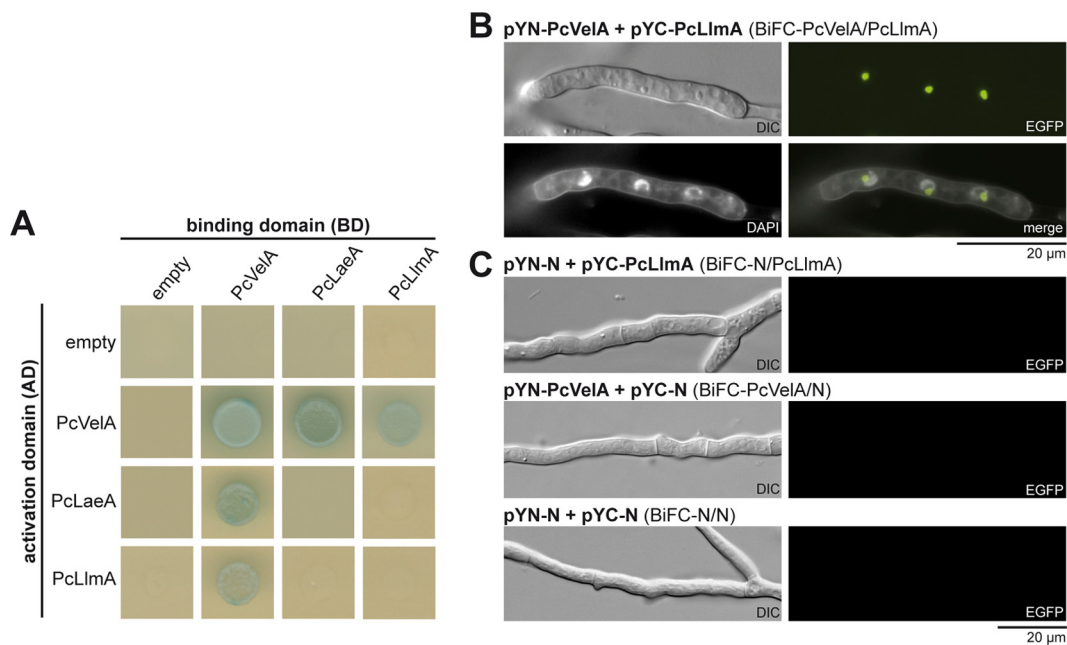 A
binding domain (BD)
empty
PcVelA
PcLaeA
PcLlmA
activation domain (AD)
empty
PcVelA
PcLaeA
PcLlmA
B
pYN-PcVelA + pYC-PcLlmA (BiFC-PcVelA/PcLlmA)
DIC
EGFP
DAPI
merge
20 µm
C
pYN-N + pYC-PcLlmA (BiFC-N/PcLlmA)
DIC
EGFP
pYN-PcVelA + pYC-N (BiFC-PcVelA/N)
DIC
EGFP
pYN-N + pYC-N (BiFC-N/N)
DIC
EGFP
20 µm